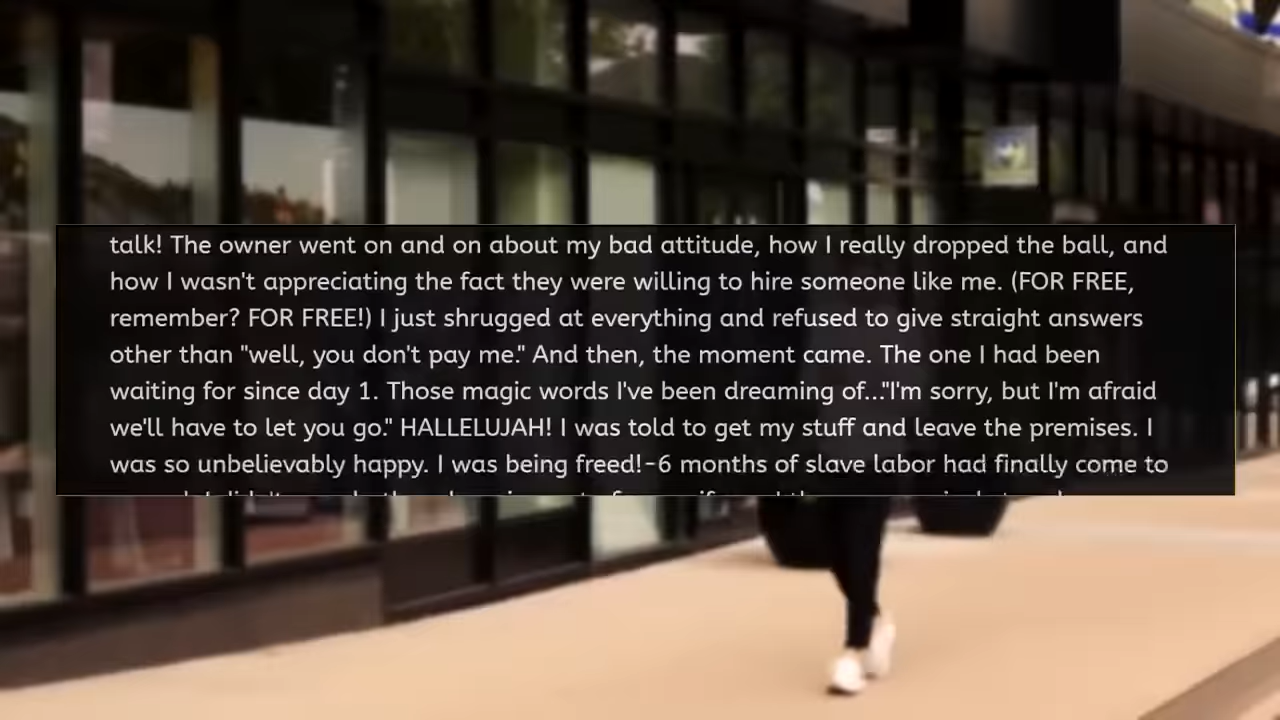 talk! The owner went on and on about my bad attitude, how I really dropped the ball, and
how I wasn't appreciating the fact they were willing to hire someone like me. (FOR FREE,
remember? FOR FREE!) I just shrugged at everything and refused to give straight answers
other than "well, you don't pay me." And then, the moment came. The one I had been
waiting for since day 1. Those magic words I've been dreaming of..."I'm sorry, but I'm afraid
we'll have to let you go." HALLELUJAH! I was told to get my stuff and leave the premises. I
was so unbelievably happy. I was being freed!-6 months of slave labor had finally come to